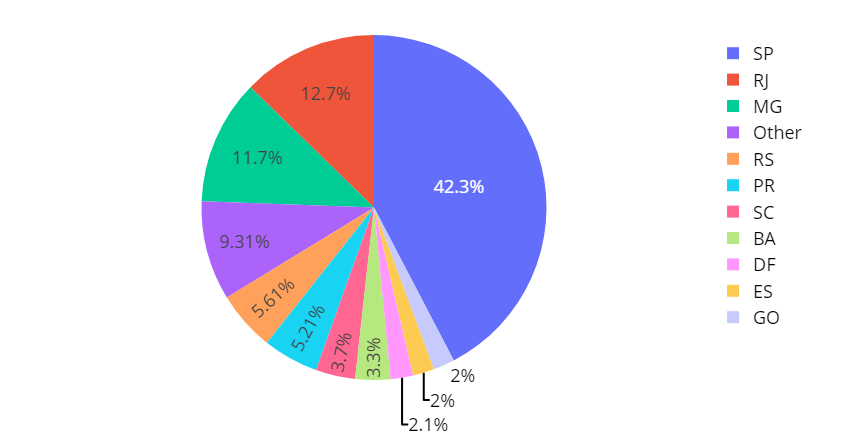 12.7%
11.7%
42.3%
9.31%
5.61%
5.21%
3.7%
3.3%
2%
2%
2.1%
SP
RJ
MG
Other
RS
PR
SC
BA
DF
ES
GO